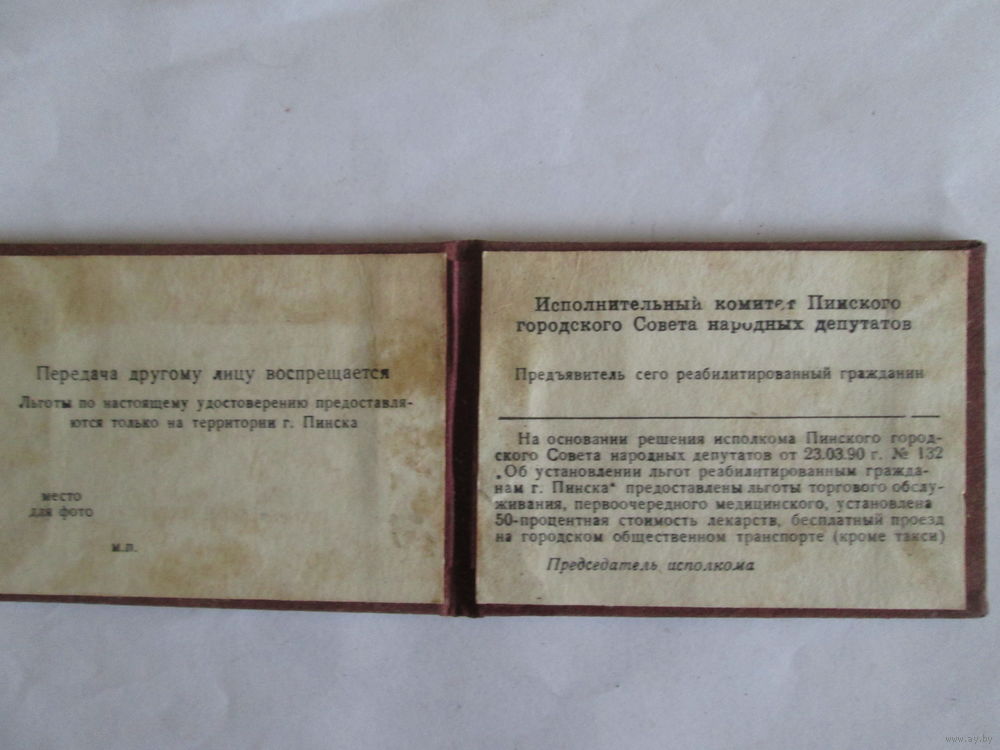 Передача другому лицу воспрещается
Льготы по настоящему удостоверению предоставля-
ются только на территории г. Пинска
место
для фото
м.п.
Исполнительный комитет Пинского
городского Совета народных депутатов
Предъявитель сего реабилитированный гражданин
На основании решения исполкома Пинского город-
ского Совета народных депутатов от 23.03.90 г. № 132
„Об установлении льгот реабилитированным гражда-
нам г. Пинска“ предоставлены льготы торгового обслу-
живания, первоочередного медицинского, установлена
50-процентная стоимость лекарств, бесплатный проезд
на городском общественном транспорте (кроме такси)
Председатель исполкома
www.ay.by